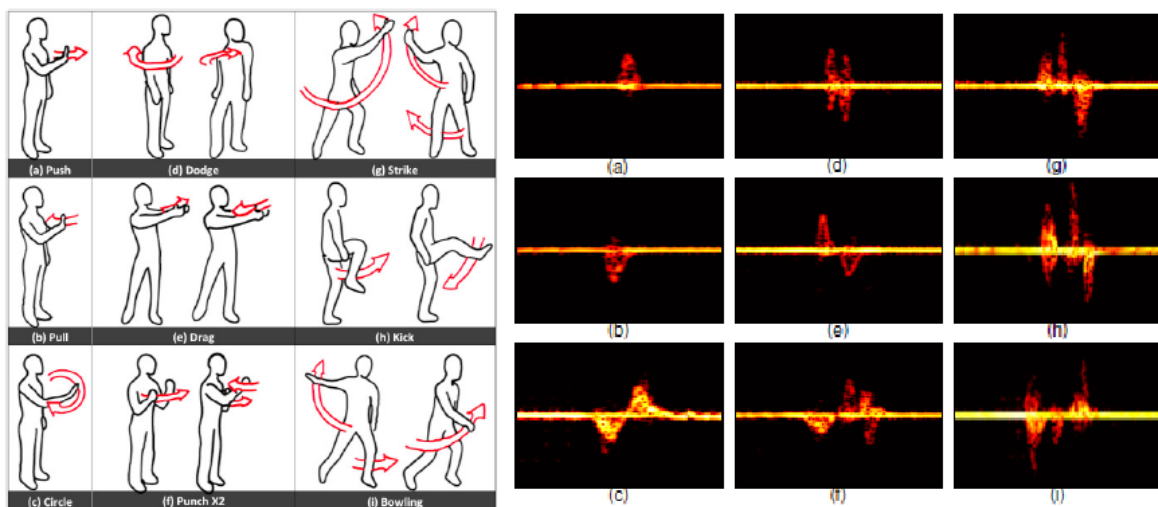 (a) Push
(d) Dodge
(g) Strike
(b) Pull
(e) Drag
(h) Kick
(c) Circle
(f) Punch X2
(i) Bowling
(a)
(d)
(g)
(b)
(e)
(h)
(c)
(f)
(i)